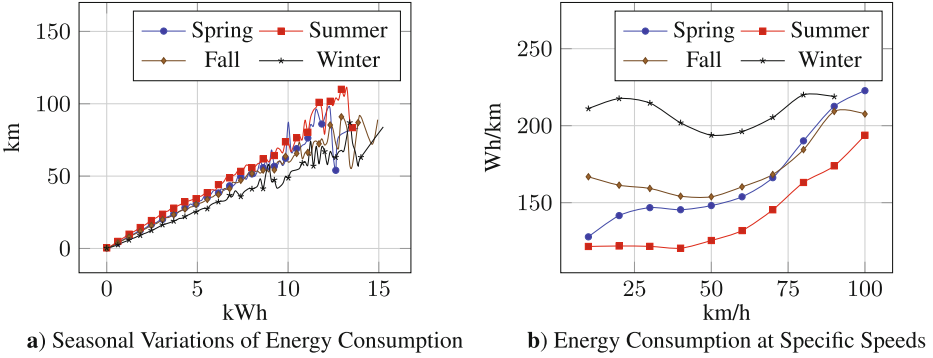 150
100
50
0
km
Spring Summer
Fall Winter
0 5 10 15
kWh
a) Seasonal Variations of Energy Consumption
250
200
150
Wh/km
Spring Summer
Fall Winter
25 50 75 100
km/h
b) Energy Consumption at Specific Speeds